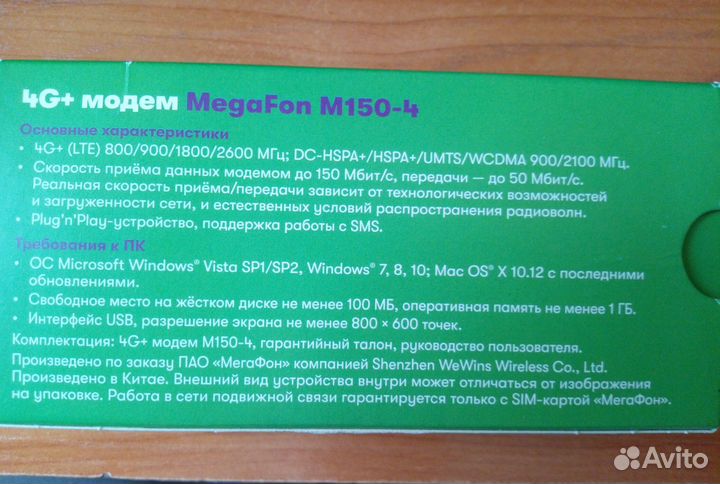 4G+ модем MegaFon M150-4
Основные характеристики
• 4G+ (LTE) 800/900/1800/2600 МГц; DC-HSPA+/HSPA+/UMTS/WCDMA 900/2100 МГц.
• Скорость приёма данных модемом до 150 Мбит/с, передачи — до 50 Мбит/с.
Реальная скорость приёма/передачи зависит от технологических возможностей
и загруженности сети, и естественных условий распространения радиоволн.
• Plug'n'Play-устройство, поддержка работы с SMS.
Требования к ПК
• ОС Microsoft Windows® Vista SP1/SP2, Windows® 7, 8, 10; Mac OS® X 10.12 с последними
обновлениями.
• Свободное место на жёстком диске не менее 100 МБ, оперативная память не менее 1 ГБ.
• Интерфейс USB, разрешение экрана не менее 800 × 600 точек.
Комплектация: 4G+ модем M150-4, гарантийный талон, руководство пользователя.
Произведено по заказу ПАО «МегаФон» компанией Shenzhen WeWins Wireless Co., Ltd.
Произведено в Китае. Внешний вид устройства внутри может отличаться от изображения
на упаковке. Работа в сети подвижной связи гарантируется только с SIM-картой «МегаФон».
Avito